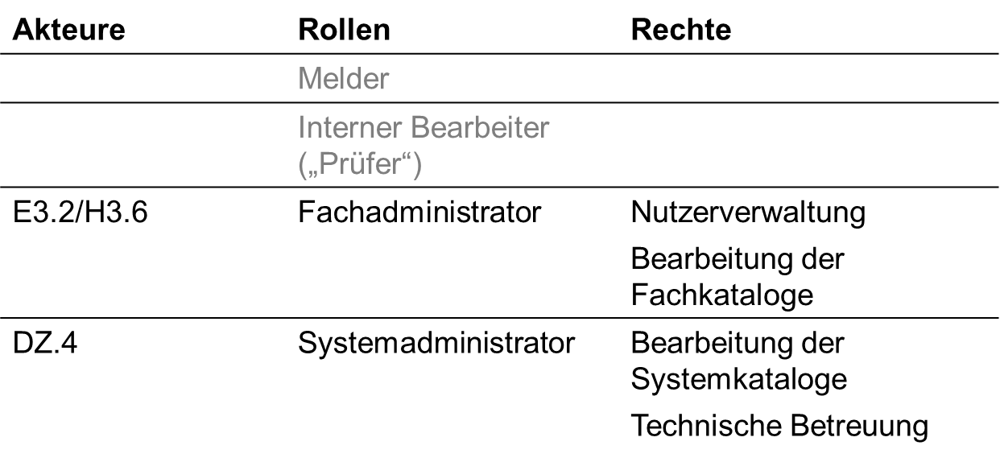 Akteure Rollen Rechte
Melder
Interner Bearbeiter
(„Prüfer“)
E3.2/H3.6 Fachadministrator Nutzerverwaltung
Bearbeitung der
Fachkataloge
DZ.4 Systemadministrator Bearbeitung der
Systemkataloge
Technische Betreuung